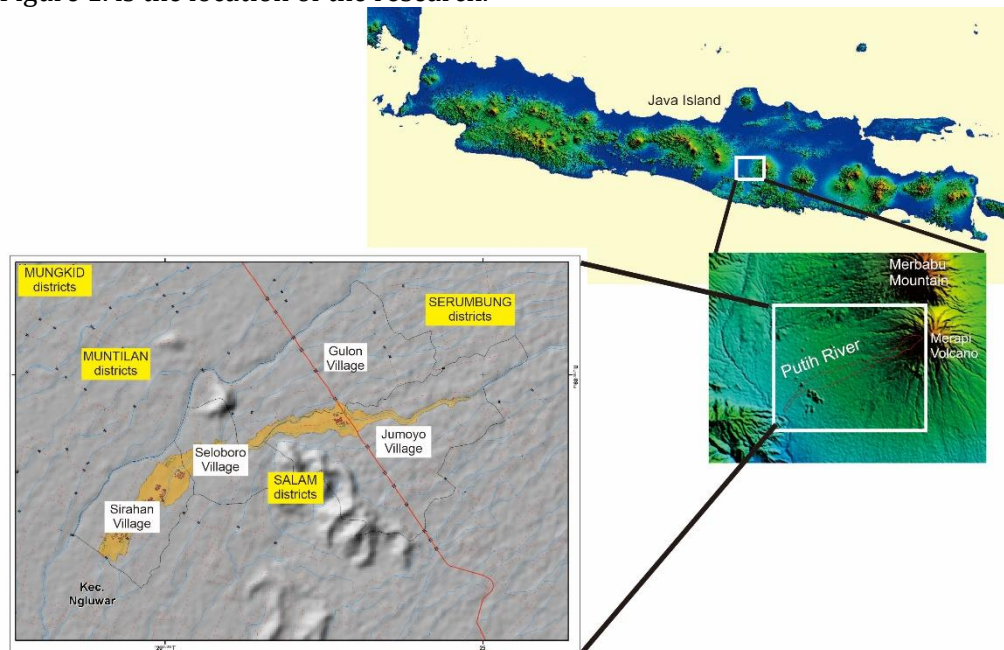 Figure 1. is the location of the research.
Java Island
Merbabu
Mountain
Merapi
Volcano
Putih River
MUNGKID
districts
SERUMBUNG
districts
MUNTILAN
districts
Gulon
Village
Jumoyo
Village
Seloboro
Village
SALAM
districts
Sirahan
Village
Kec.
Ngluwar